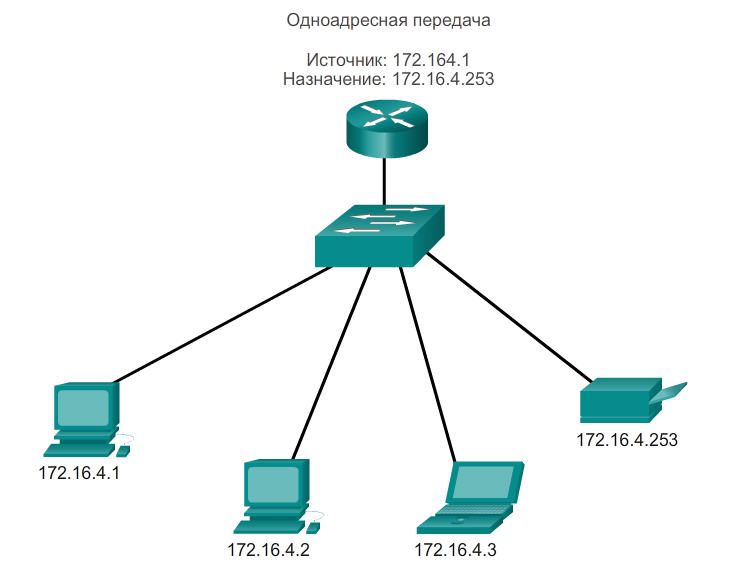 Одноадресная передача
Источник: 172.164.1
Назначение: 172.16.4.253
172.16.4.253
172.16.4.1
172.16.4.2
172.16.4.3